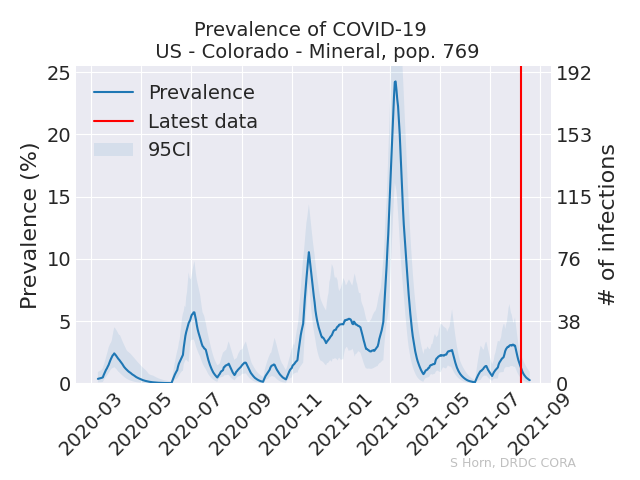 Prevalence of COVID-19
US - Colorado - Mineral, pop. 769
Prevalence (%)
25
20
15
10
5
0
Prevalence
Latest data
95CI
192
153
115
76
38
0
# of infections
2020-03
2020-05
2020-07
2020-09
2020-11
2021-01
2021-03
2021-05
2021-07
2021-09
S Horn, DRDC CORA